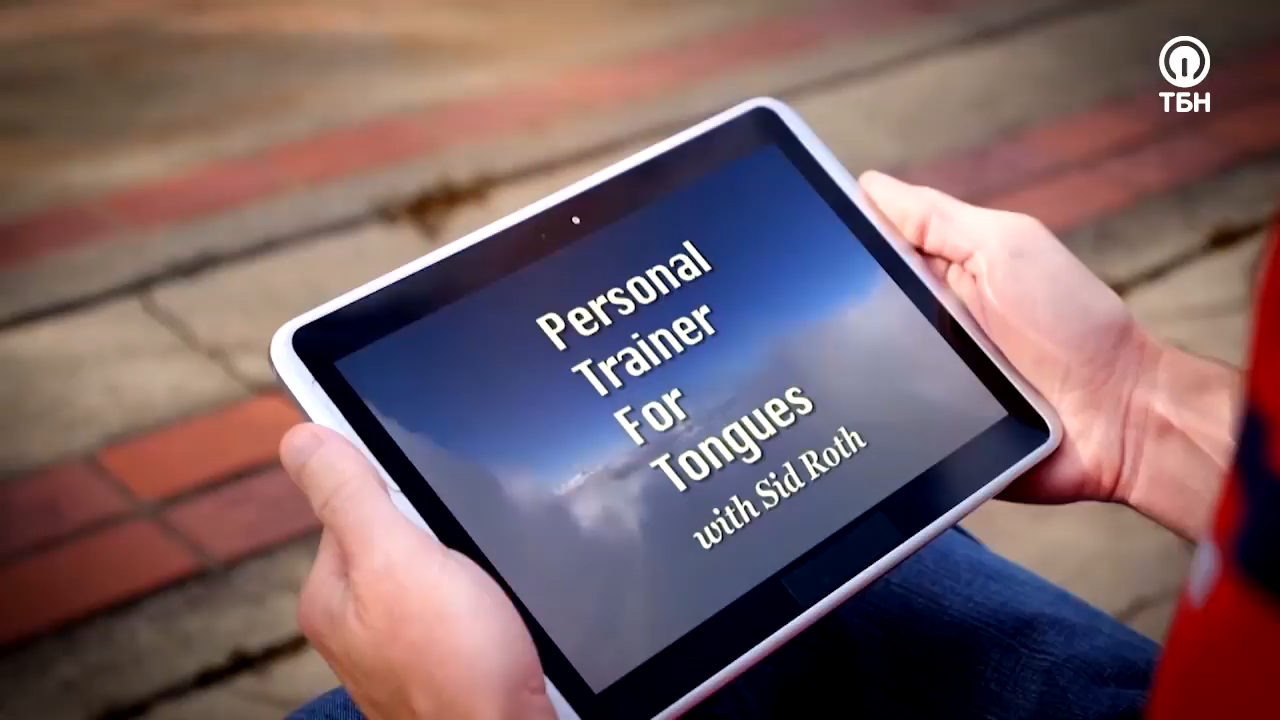 Personal
Trainer
For
Tongues
with Sid Roth
ТБН